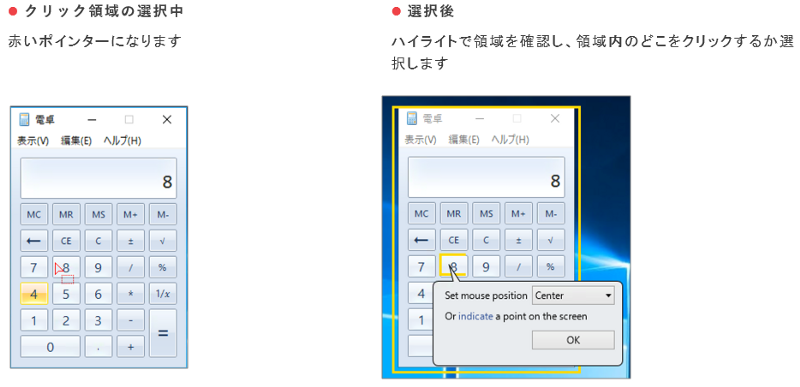 ● クリック領域の選択中
赤いポインターになります
電卓
表示(V) 編集(E) ヘルプ(H)
8
MC MR MS M+ M-
← CE C ± √
7 8 9 / %
4 5 6 * 1/x
1 2 3 - =
0 . +
● 選択後
ハイライトで領域を確認し、領域内のどこをクリックするか選
択します
電卓
表示(V) 編集(E) ヘルプ(H)
8
MC MR MS M+ M-
← CE C ± √
7 8 9 / %
4
1
Set mouse position Center
Or indicate a point on the screen
OK